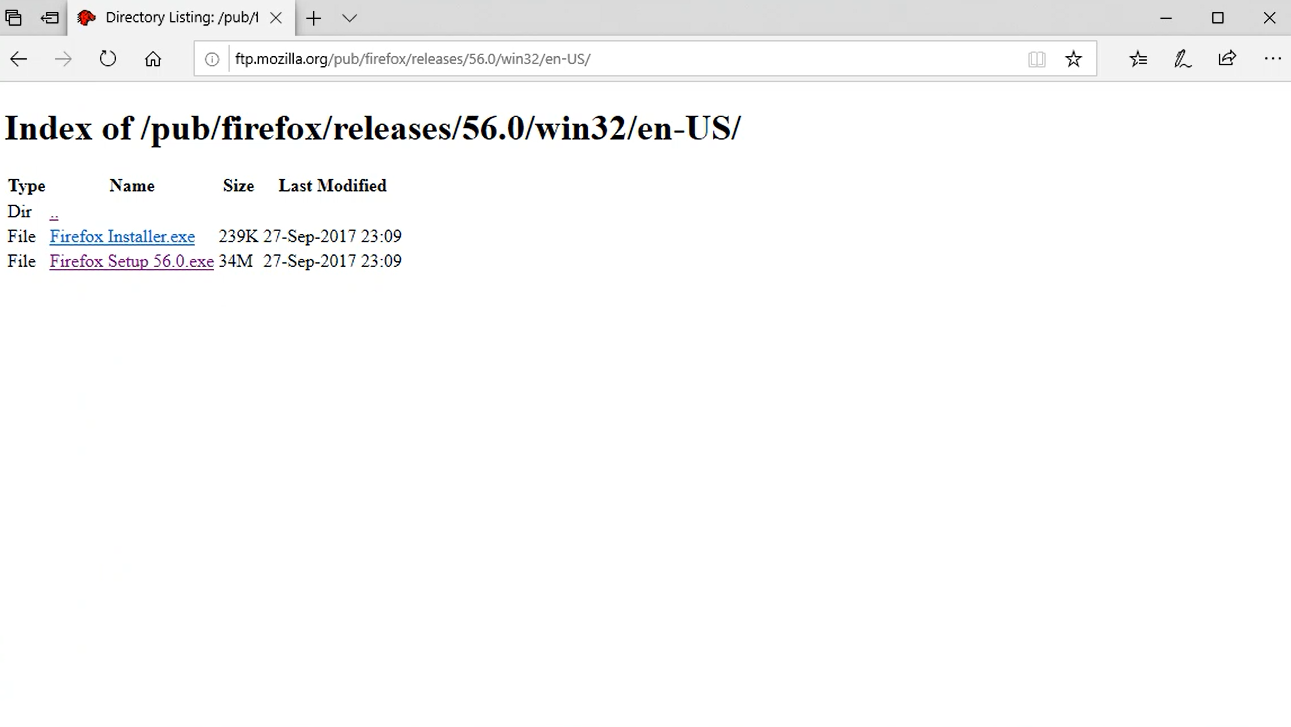 Directory Listing: /pub/f
ftp.mozilla.org/pub/firefox/releases/56.0/win32/en-US/
Index of /pub/firefox/releases/56.0/win32/en-US/
Type Name Size Last Modified
Dir ..
File Firefox Installer.exe 239K 27-Sep-2017 23:09
File Firefox Setup 56.0.exe 34M 27-Sep-2017 23:09